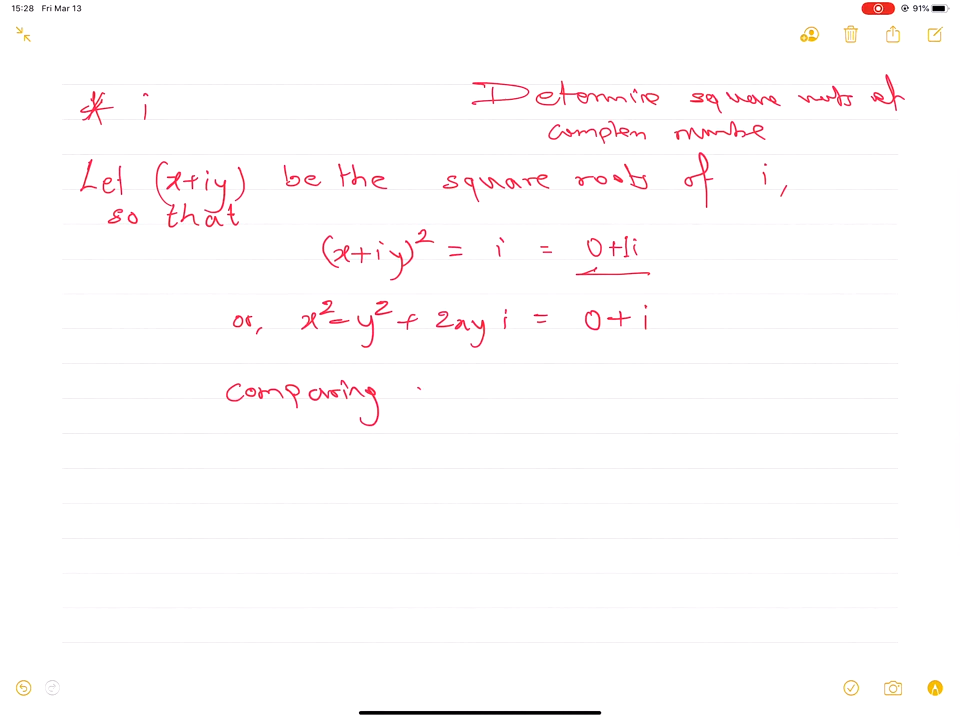 15:28 Fri Mar 13 91%
* i
Determine square roots of
complex number
Let (x+iy) be the square roots of i,
so that
(x+iy)² = i = 0+1i
or, x²-y² + 2xy i = 0+i
comparing